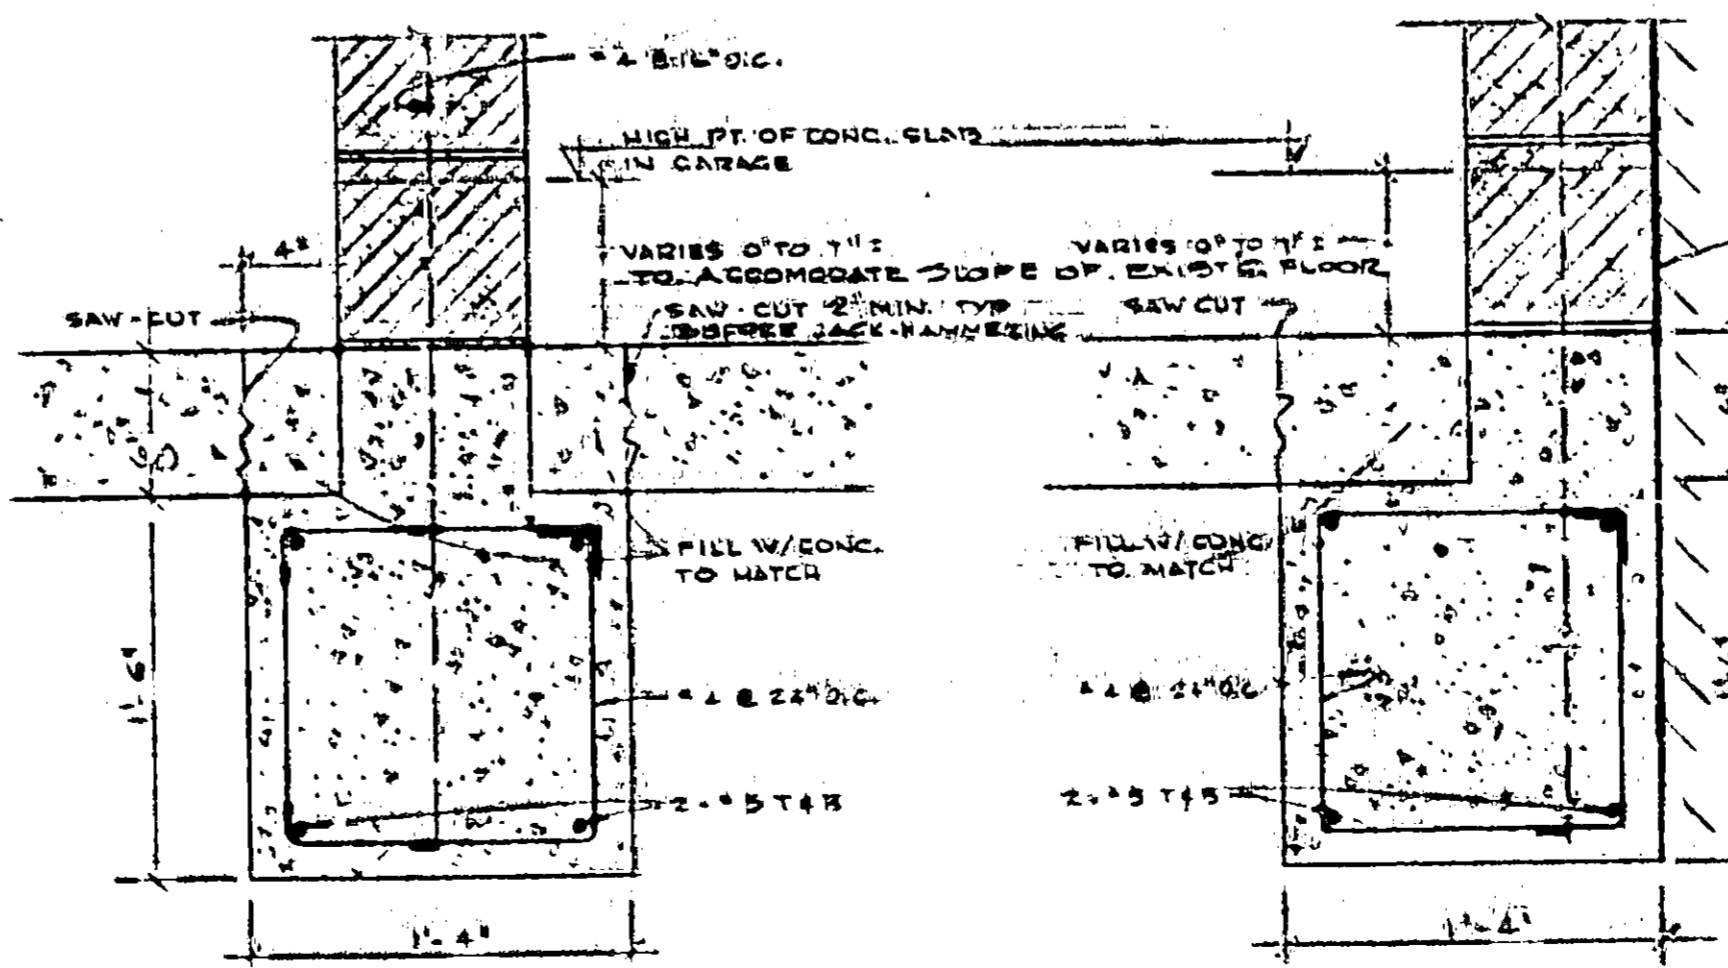 #4 @ 16" O.C.
HIGH PT. OF CONC. SLAB
IN GARAGE
4"
VARIES 0" TO 7" ±
VARIES 0" TO 7" ±
TO ACCOMODATE SLOPE OF EXIST'G FLOOR
SAW-CUT
SAW-CUT 2" MIN. TYP
BEFORE JACK-HAMMERING
SAW CUT
6"
FILL W/CONC.
TO MATCH
FILL W/CONC
TO MATCH
1'-6"
#4 @ 24" O.C.
#4 @ 24" O.C.
2-#5 T&B
2-#5 T&B
1'-4"
1'-4"